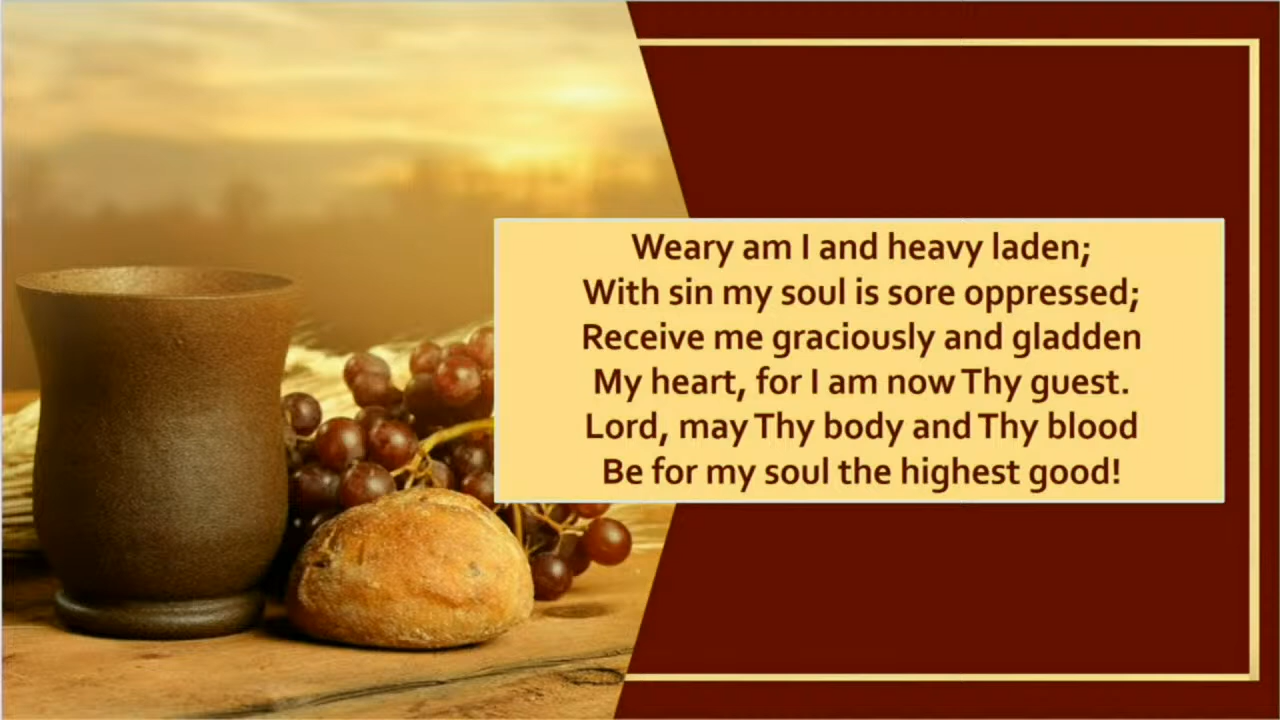 Weary am I and heavy laden;
With sin my soul is sore oppressed;
Receive me graciously and gladden
My heart, for I am now Thy guest.
Lord, may Thy body and Thy blood
Be for my soul the highest good!